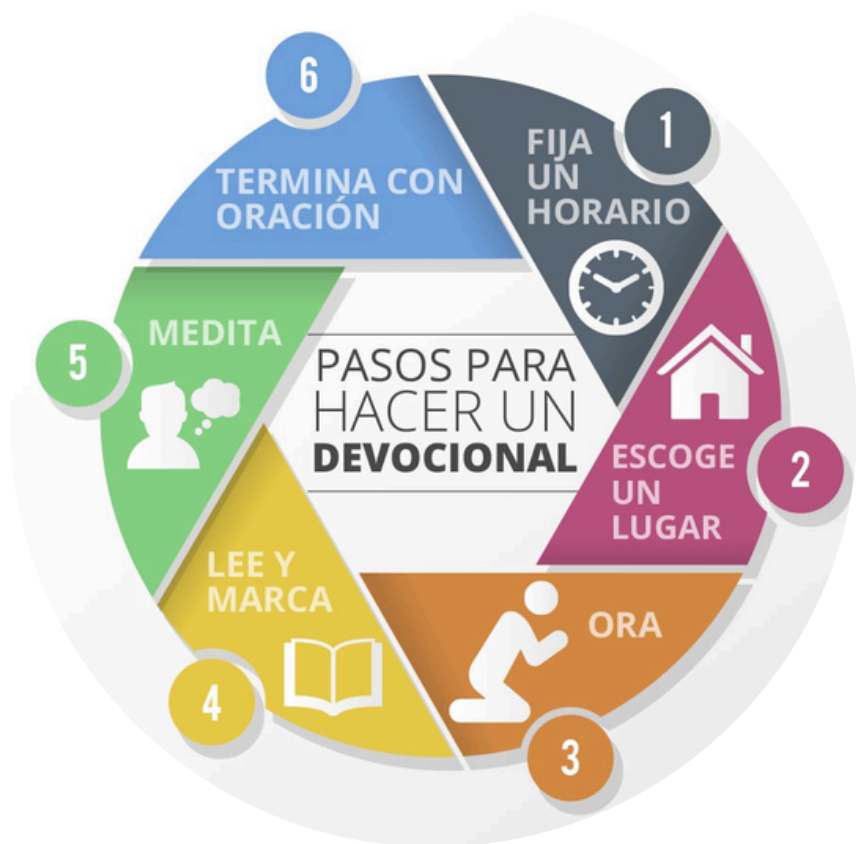 PASOS PARA
HACER UN
DEVOCIONAL
1
FIJA
UN
HORARIO
2
ESCOGE
UN
LUGAR
3
ORA
4
LEE Y
MARCA
5
MEDITA
6
TERMINA CON
ORACIÓN